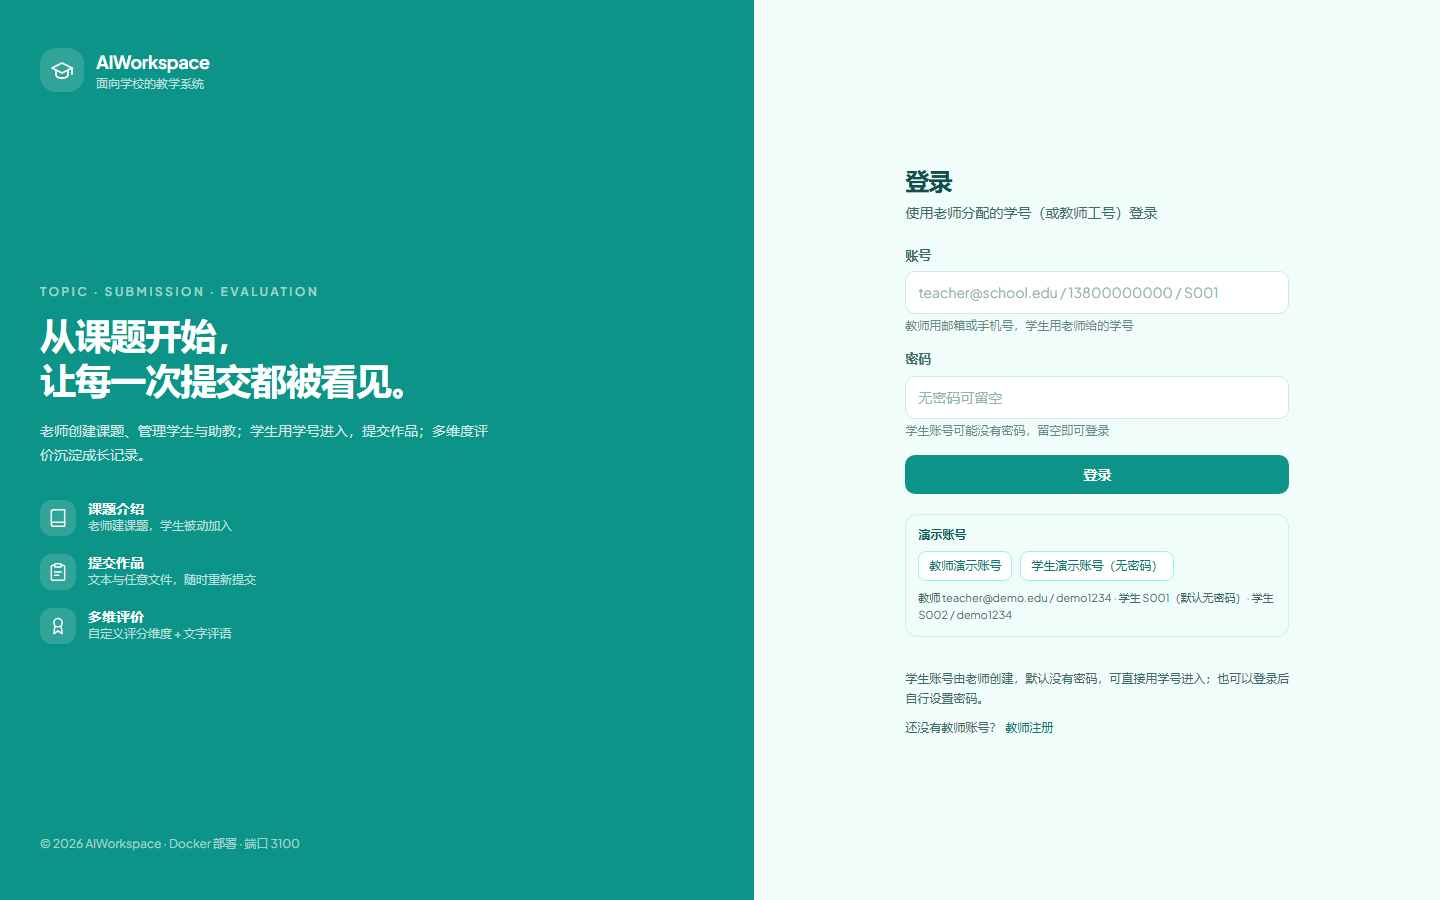 AIWorkspace
面向学校的教学系统
TOPIC · SUBMISSION · EVALUATION
从课题开始，
让每一次提交都被看见。
老师创建课题、管理学生与助教；学生用学号进入，提交作品；多维度评
价沉淀成长记录。
课题介绍
老师建课题，学生被动加入
提交作品
文本与任意文件，随时重新提交
多维评价
自定义评分维度 + 文字评语
© 2026 AIWorkspace · Docker 部署 · 端口 3100
登录
使用老师分配的学号（或教师工号）登录
账号
teacher@school.edu / 13800000000 / S001
教师用邮箱或手机号，学生用老师给的学号
密码
无密码可留空
学生账号可能没有密码，留空即可登录
登录
演示账号
教师演示账号
学生演示账号（无密码）
教师 teacher@demo.edu / demo1234 · 学生 S001（默认无密码）· 学生
S002 / demo1234
学生账号由老师创建，默认没有密码，可直接用学号进入；也可以登录后
自行设置密码。
还没有教师账号？ 教师注册